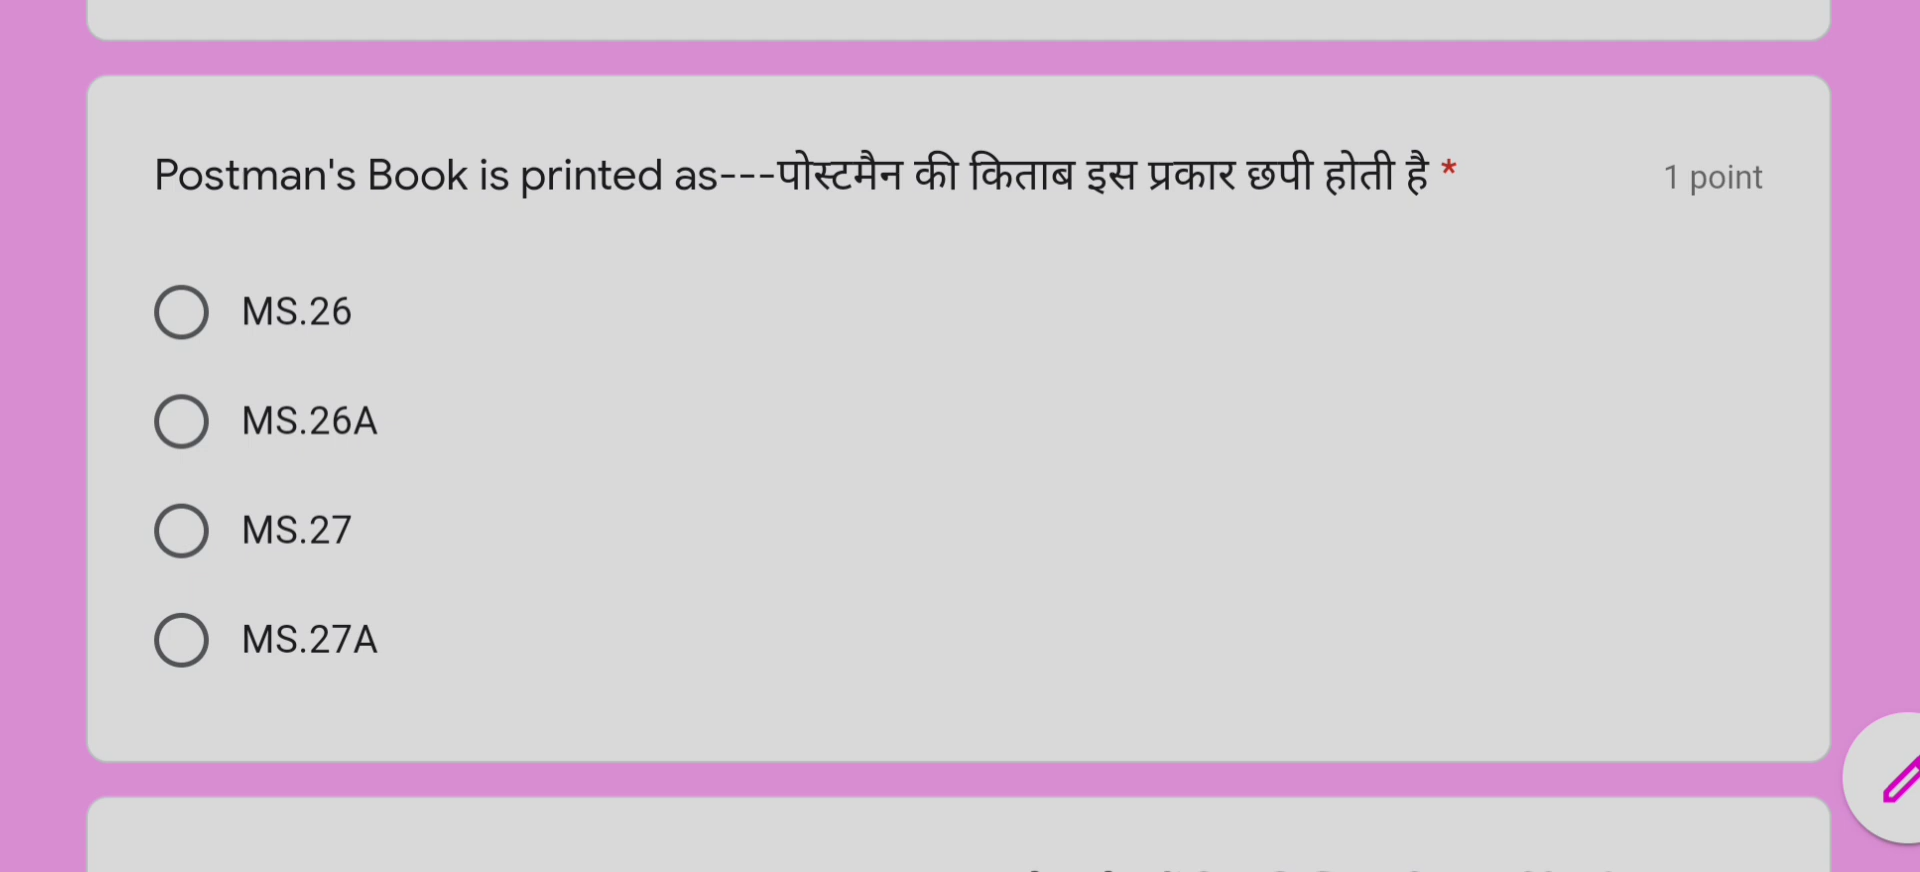 Postman's Book is printed as---पोस्टमैन की किताब इस प्रकार छपी होती है *
1 point
MS.26
MS.26A
MS.27
MS.27A